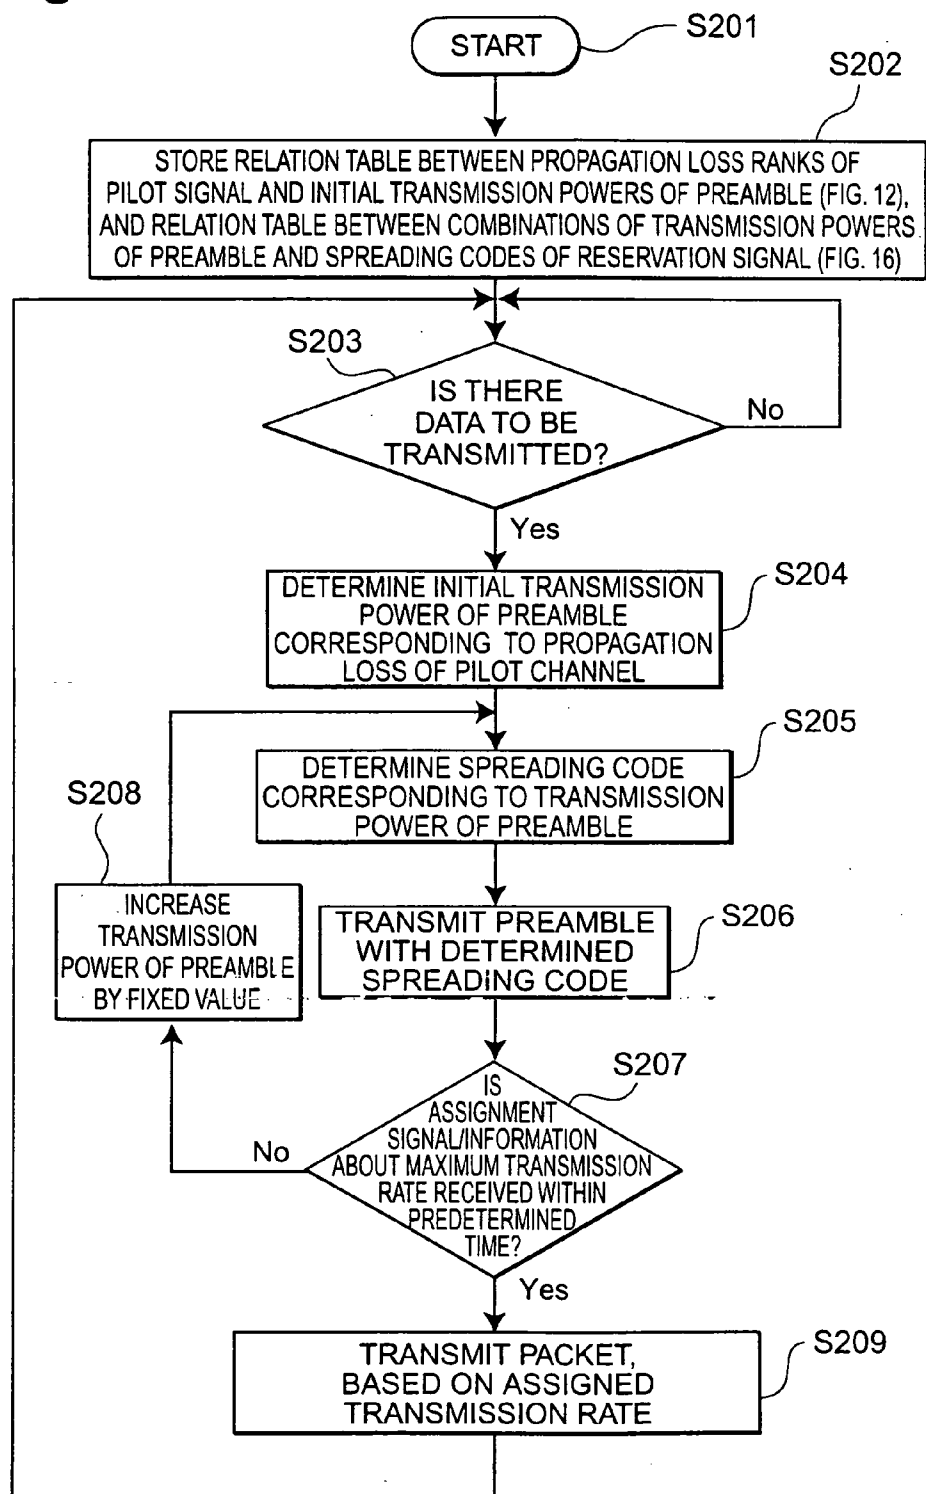 START
S201
S202
STORE RELATION TABLE BETWEEN PROPAGATION LOSS RANKS OF
PILOT SIGNAL AND INITIAL TRANSMISSION POWERS OF PREAMBLE (FIG. 12),
AND RELATION TABLE BETWEEN COMBINATIONS OF TRANSMISSION POWERS
OF PREAMBLE AND SPREADING CODES OF RESERVATION SIGNAL (FIG. 16)
S203
IS THERE
DATA TO BE
TRANSMITTED?
No
Yes
S204
DETERMINE INITIAL TRANSMISSION
POWER OF PREAMBLE
CORRESPONDING TO PROPAGATION
LOSS OF PILOT CHANNEL
S205
DETERMINE SPREADING CODE
CORRESPONDING TO TRANSMISSION
POWER OF PREAMBLE
S208
INCREASE
TRANSMISSION
POWER OF PREAMBLE
BY FIXED VALUE
S206
TRANSMIT PREAMBLE
WITH DETERMINED
SPREADING CODE
S207
IS
ASSIGNMENT
SIGNAL/INFORMATION
ABOUT MAXIMUM TRANSMISSION
RATE RECEIVED WITHIN
PREDETERMINED
TIME?
No
Yes
S209
TRANSMIT PACKET,
BASED ON ASSIGNED
TRANSMISSION RATE